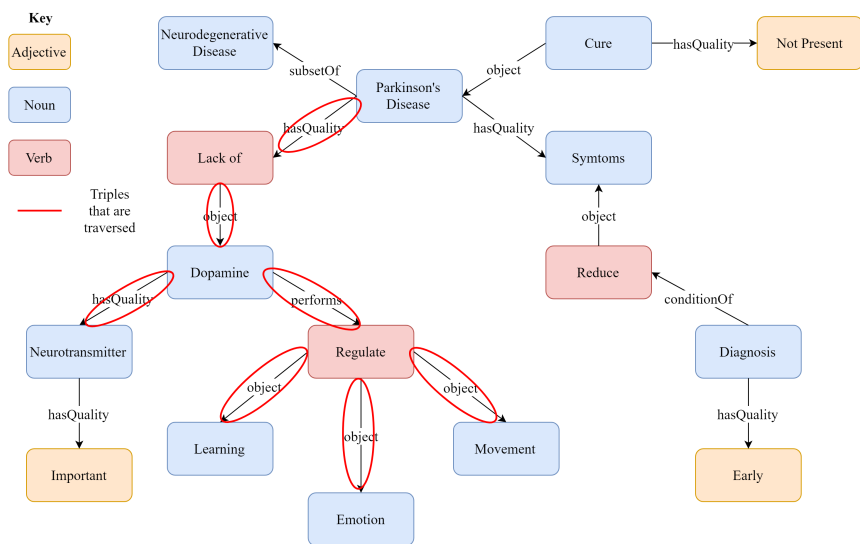 Key
Adjective
Noun
Verb
Triples
that are
traversed
Neurodegenerative
Disease
Cure
hasQuality
Not Present
subsetOf
object
Parkinson's
Disease
hasQuality
hasQuality
Lack of
Symtoms
object
object
Dopamine
Reduce
hasQuality
performs
conditionOf
Neurotransmitter
Regulate
Diagnosis
hasQuality
object
object
object
hasQuality
Learning
Movement
Important
Early
Emotion